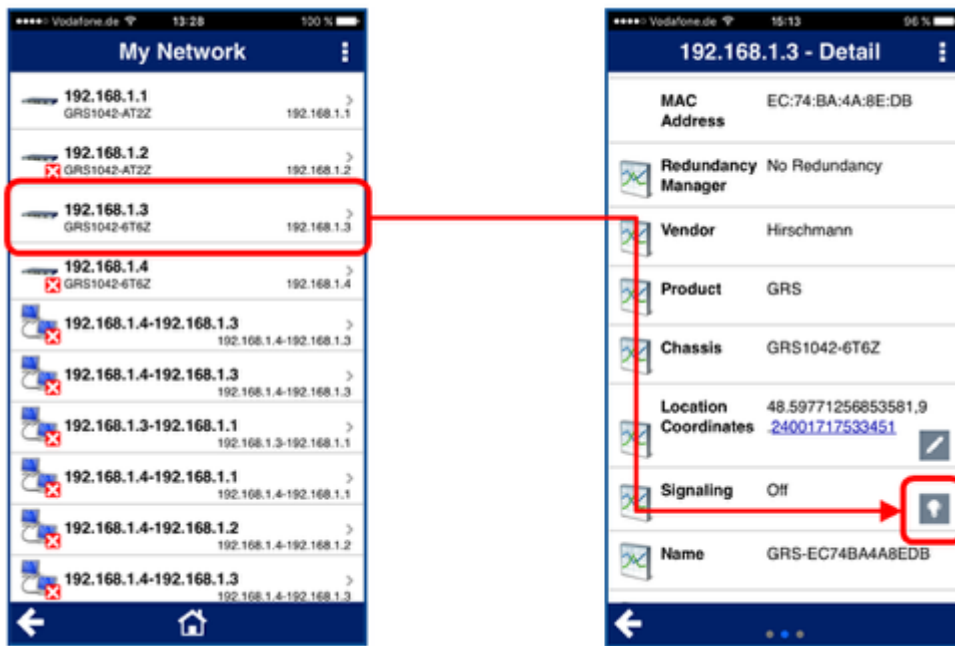 Vodafone.de 13:28 100 %
My Network
192.168.1.1
GRS1042-AT2Z 192.168.1.1
192.168.1.2
GRS1042-AT2Z 192.168.1.2
192.168.1.3
GRS1042-6T6Z 192.168.1.3
192.168.1.4
GRS1042-6T6Z 192.168.1.4
192.168.1.4-192.168.1.3
192.168.1.4-192.168.1.3
192.168.1.4-192.168.1.3
192.168.1.4-192.168.1.3
192.168.1.3-192.168.1.1
192.168.1.3-192.168.1.1
192.168.1.4-192.168.1.1
192.168.1.4-192.168.1.1
192.168.1.4-192.168.1.2
192.168.1.4-192.168.1.2
192.168.1.4-192.168.1.3
192.168.1.4-192.168.1.3
Vodafone.de 15:13 96 %
192.168.1.3 - Detail
MAC EC:74:BA:4A:8E:DB
Address
Redundancy No Redundancy
Manager
Vendor Hirschmann
Product GRS
Chassis GRS1042-6T6Z
Location 48.59771256853581,9
Coordinates .24001717533451
Signaling Off
Name GRS-EC74BA4A8EDB